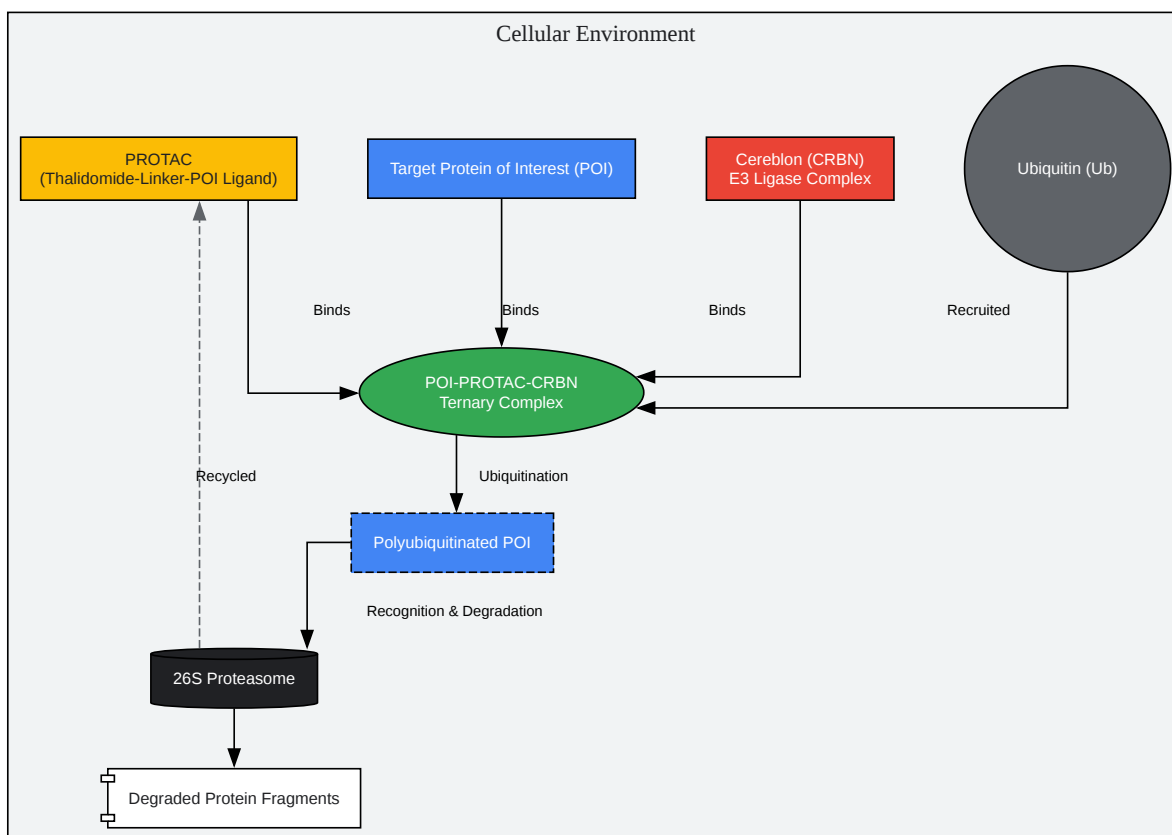 Cellular Environment
PROTAC
(Thalidomide-Linker-POI Ligand)
Target Protein of Interest (POI)
Cereblon (CRBN)
E3 Ligase Complex
Ubiquitin (Ub)
Binds
Binds
Binds
Recruited
POI-PROTAC-CRBN
Ternary Complex
Recycled
Ubiquitination
Polyubiquitinated POI
Recognition & Degradation
26S Proteasome
Degraded Protein Fragments